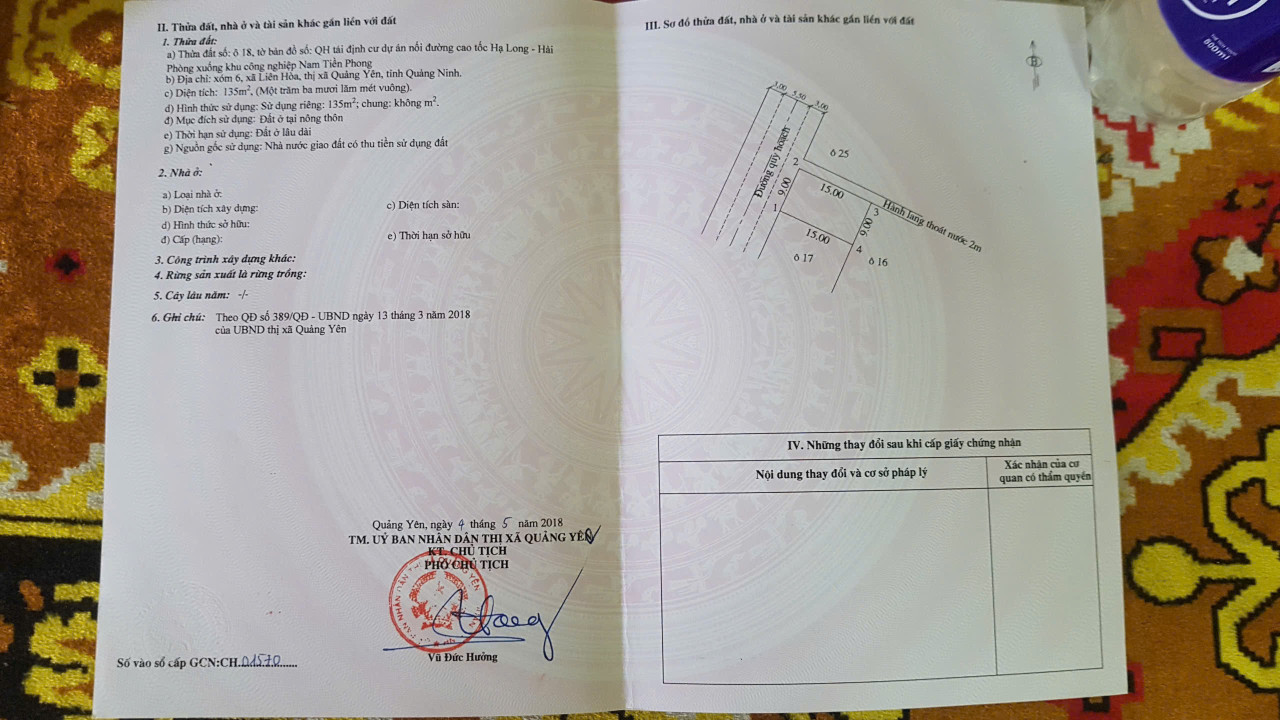 II. Thửa đất, nhà ở và tài sản khác gắn liền với đất
1. Thửa đất:
a) Thửa đất số: ô 18, tờ bản đồ số: QH tái định cư dự án nối đường cao tốc Hạ Long - Hải
Phòng xuống khu công nghiệp Nam Tiền Phong
b) Địa chỉ: xóm 6, xã Liên Hòa, thị xã Quảng Yên, tỉnh Quảng Ninh.
c) Diện tích: 135m², (Một trăm ba mươi lăm mét vuông).
d) Hình thức sử dụng: Sử dụng riêng: 135m²; chung: không m².
đ) Mục đích sử dụng: Đất ở tại nông thôn
e) Thời hạn sử dụng: Đất ở lâu dài
g) Nguồn gốc sử dụng: Nhà nước giao đất có thu tiền sử dụng đất
2. Nhà ở:
a) Loại nhà ở:
b) Diện tích xây dựng:
c) Diện tích sàn:
d) Hình thức sở hữu:
đ) Cấp (hạng):
e) Thời hạn sở hữu
3. Công trình xây dựng khác:
4. Rừng sản xuất là rừng trồng:
5. Cây lâu năm: -/-
6. Ghi chú: Theo QĐ số 389/QĐ - UBND ngày 13 tháng 3 năm 2018
của UBND thị xã Quảng Yên
Quảng Yên, ngày 4 tháng 5 năm 2018
TM. UỶ BAN NHÂN DÂN THỊ XÃ QUẢNG YÊN
KT. CHỦ TỊCH
PHÓ CHỦ TỊCH
Vũ Đức Hưởng
Số vào sổ cấp GCN:CH.01570......
III. Sơ đồ thửa đất, nhà ở và tài sản khác gắn liền với đất
B
3,00
5,50
3,00
Đường quy hoạch
ô 25
2
15.00
9,00
1
3
Hành lang thoát nước 2m
9,00
15,00
4
ô 17
ô 16
IV. Những thay đổi sau khi cấp giấy chứng nhận
Nội dung thay đổi và cơ sở pháp lý
Xác nhận của cơ
quan có thẩm quyền
800ml